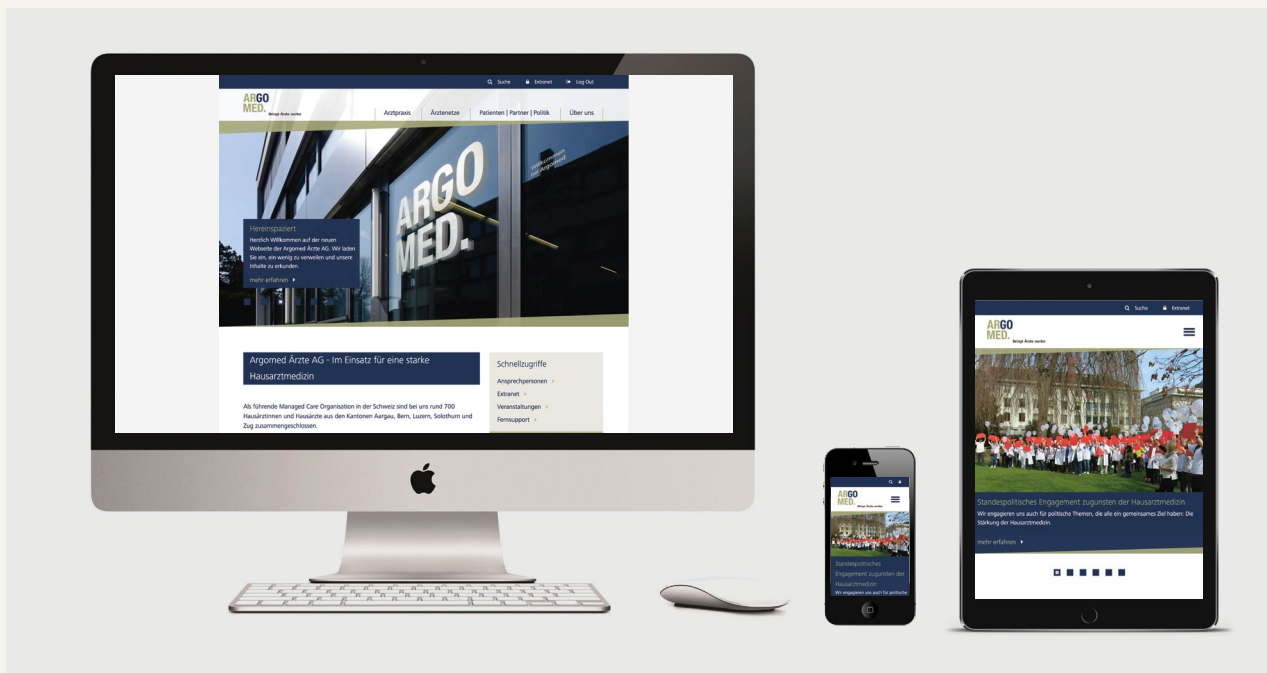 Suche Extranet Log Out
ARGO
MED. Bringt Ärzte weiter
Arztpraxis Ärztenetze Patienten | Partner | Politik Über uns
ARGO
MED.
Willkommen
bei Argomed
Hereinspaziert
Herzlich Willkommen auf der neuen
Webseite der Argomed Ärzte AG. Wir laden
Sie ein, ein wenig zu verweilen und unsere
Inhalte zu erkunden.
mehr erfahren
Argomed Ärzte AG - Im Einsatz für eine starke
Hausarztmedizin
Als führende Managed Care Organisation in der Schweiz sind bei uns rund 700
Hausärztinnen und Hausärzte aus den Kantonen Aargau, Bern, Luzern, Solothurn und
Zug zusammengeschlossen.
Schnellzugriffe
Ansprechpersonen
Extranet
Veranstaltungen
Fernsupport
ARGO
MED. Bringt Ärzte weiter
Standespolitisches
Engagement zugunsten der
Hausarztmedizin
Wir engagieren uns auch für politische
Suche Extranet
ARGO
MED. Bringt Ärzte weiter
Standespolitisches Engagement zugunsten der Hausarztmedizin
Wir engagieren uns auch für politische Themen, die alle ein gemeinsames Ziel haben: Die
Stärkung der Hausarztmedizin.
mehr erfahren